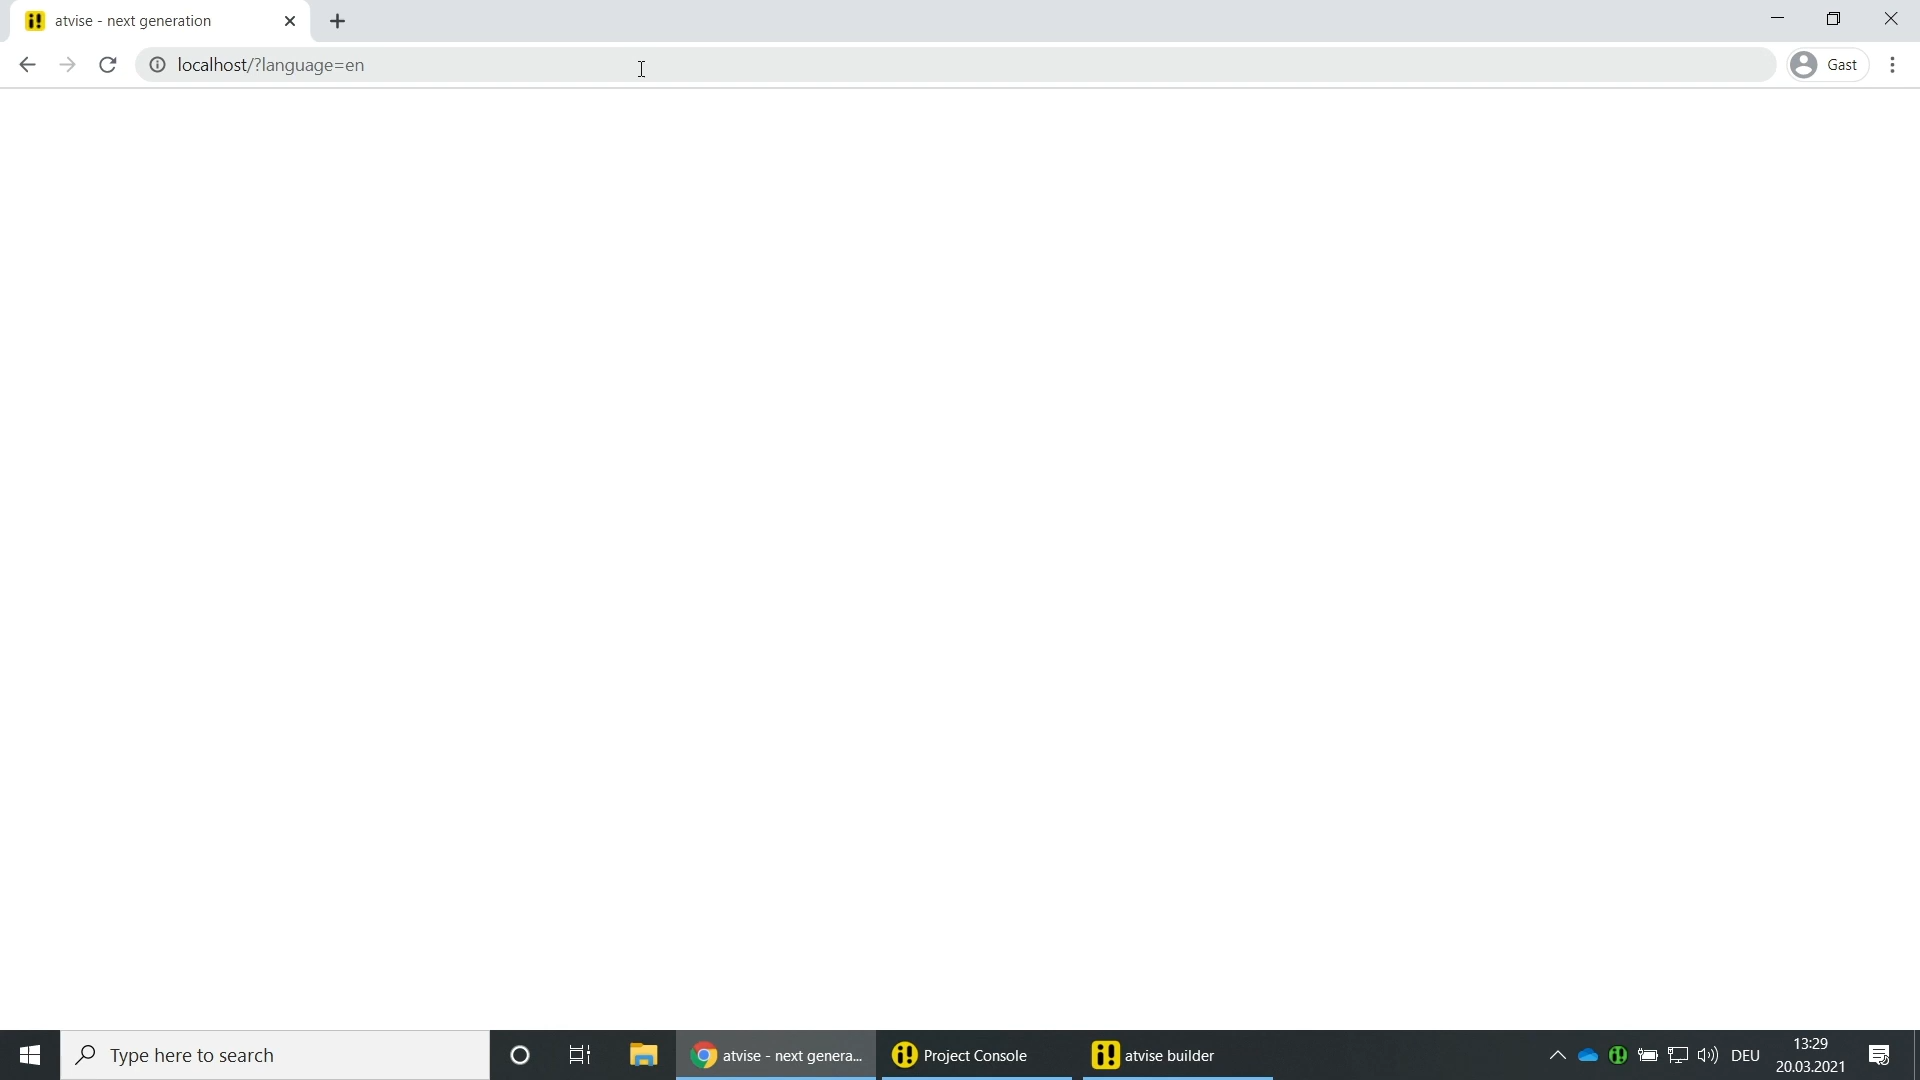 atvise - next generation
localhost/?language=en
Gast
Type here to search
atvise - next genera...
Project Console
atvise builder
DEU
13:29
20.03.2021